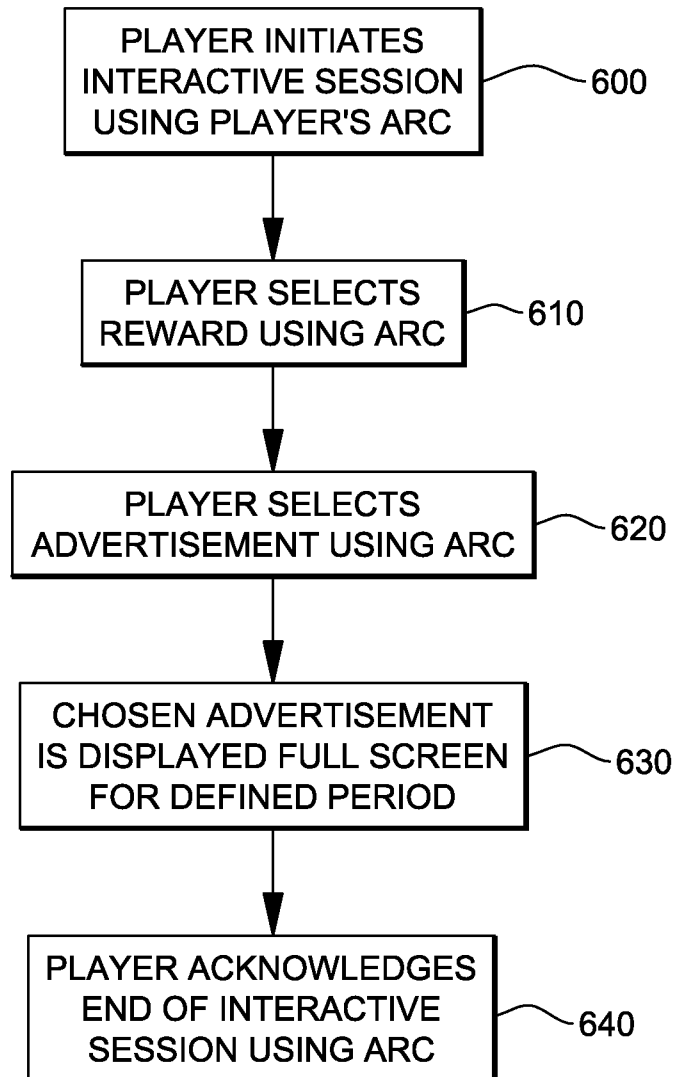 PLAYER INITIATES
INTERACTIVE SESSION
USING PLAYER'S ARC
600
PLAYER SELECTS
REWARD USING ARC
610
PLAYER SELECTS
ADVERTISEMENT USING ARC
620
CHOSEN ADVERTISEMENT
IS DISPLAYED FULL SCREEN
FOR DEFINED PERIOD
630
PLAYER ACKNOWLEDGES
END OF INTERACTIVE
SESSION USING ARC
640